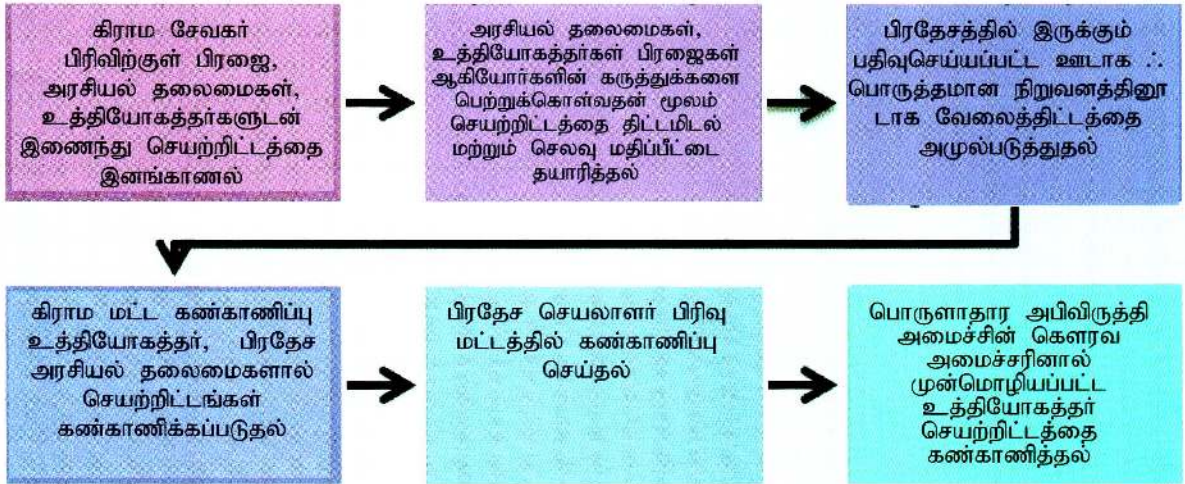 கிராம சேவகர்
பிரிவிற்குள் பிரஜை,
அரசியல் தலைமைகள்,
உத்தியோகத்தர்களுடன்
இணைந்து செயற்றிட்டத்தை
இனங்காணல்
அரசியல் தலைமைகள்,
உத்தியோகத்தர்கள் பிரஜைகள்
ஆகியோர்களின் கருத்துக்களை
பெற்றுக்கொள்வதன் மூலம்
செயற்றிட்டத்தை திட்டமிடல்
மற்றும் செலவு மதிப்பீட்டை
தயாரித்தல்
பிரதேசத்தில் இருக்கும்
பதிவுசெய்யப்பட்ட ஊடாக ஃ
பொருத்தமான நிறுவனத்தினூ
டாக வேலைத்திட்டத்தை
அமுல்படுத்துதல்
கிராம மட்ட கண்காணிப்பு
உத்தியோகத்தர், பிரதேச
அரசியல் தலைமைகளால்
செயற்றிட்டங்கள்
கண்காணிக்கப்படுதல்
பிரதேச செயலாளர் பிரிவு
மட்டத்தில் கண்காணிப்பு
செய்தல்
பொருளாதார அபிவிருத்தி
அமைச்சின் கௌரவ
அமைச்சரினால்
முன்மொழியப்பட்ட
உத்தியோகத்தர்
செயற்றிட்டத்தை
கண்காணித்தல்